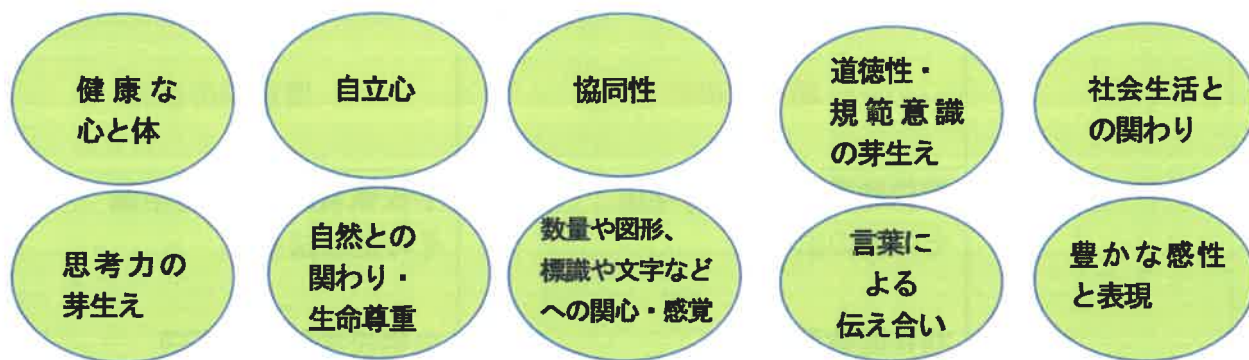 健康な
心と体
自立心
協同性
道徳性・
規範意識
の芽生え
社会生活と
の関わり
思考力の
芽生え
自然との
関わり・
生命尊重
数量や図形、
標識や文字など
への関心・感覚
言葉に
よる
伝え合い
豊かな感性
と表現